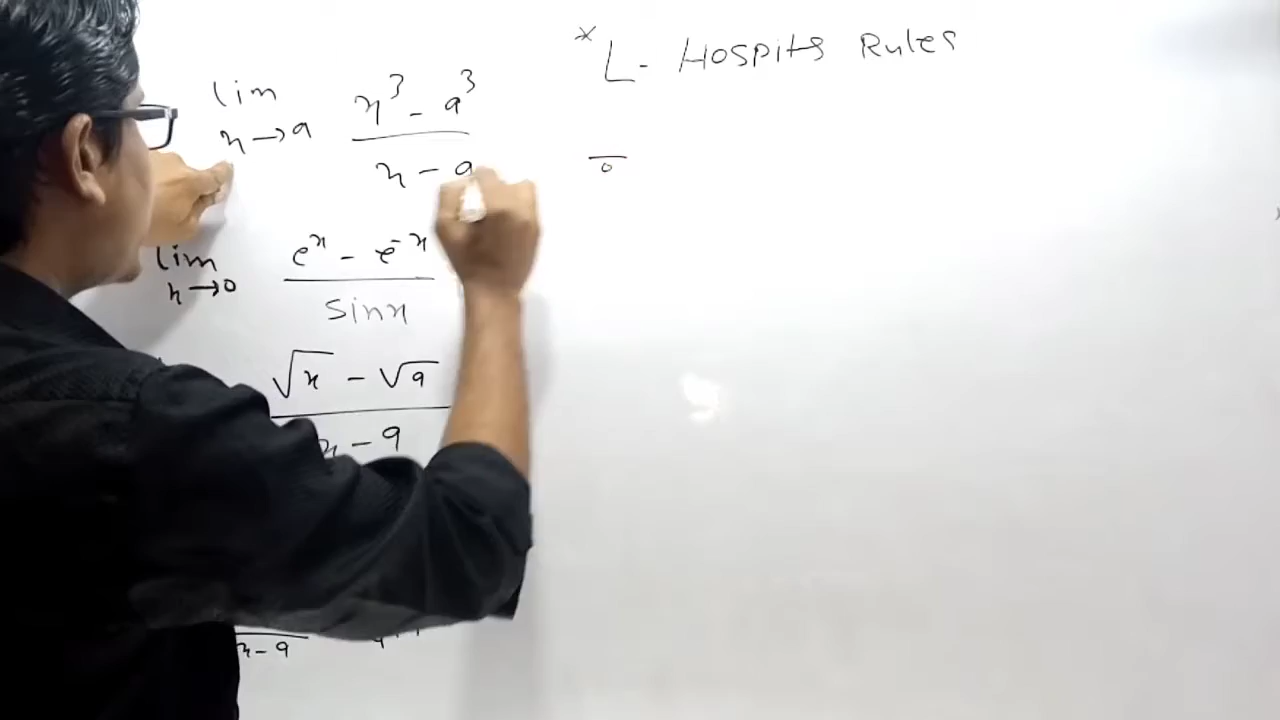 * L- Hospits Rules
lim x→a x³ - a³ / x - a
0
lim x→0 eˣ - e⁻ˣ / sinx
√x - √a / x - a
x - a